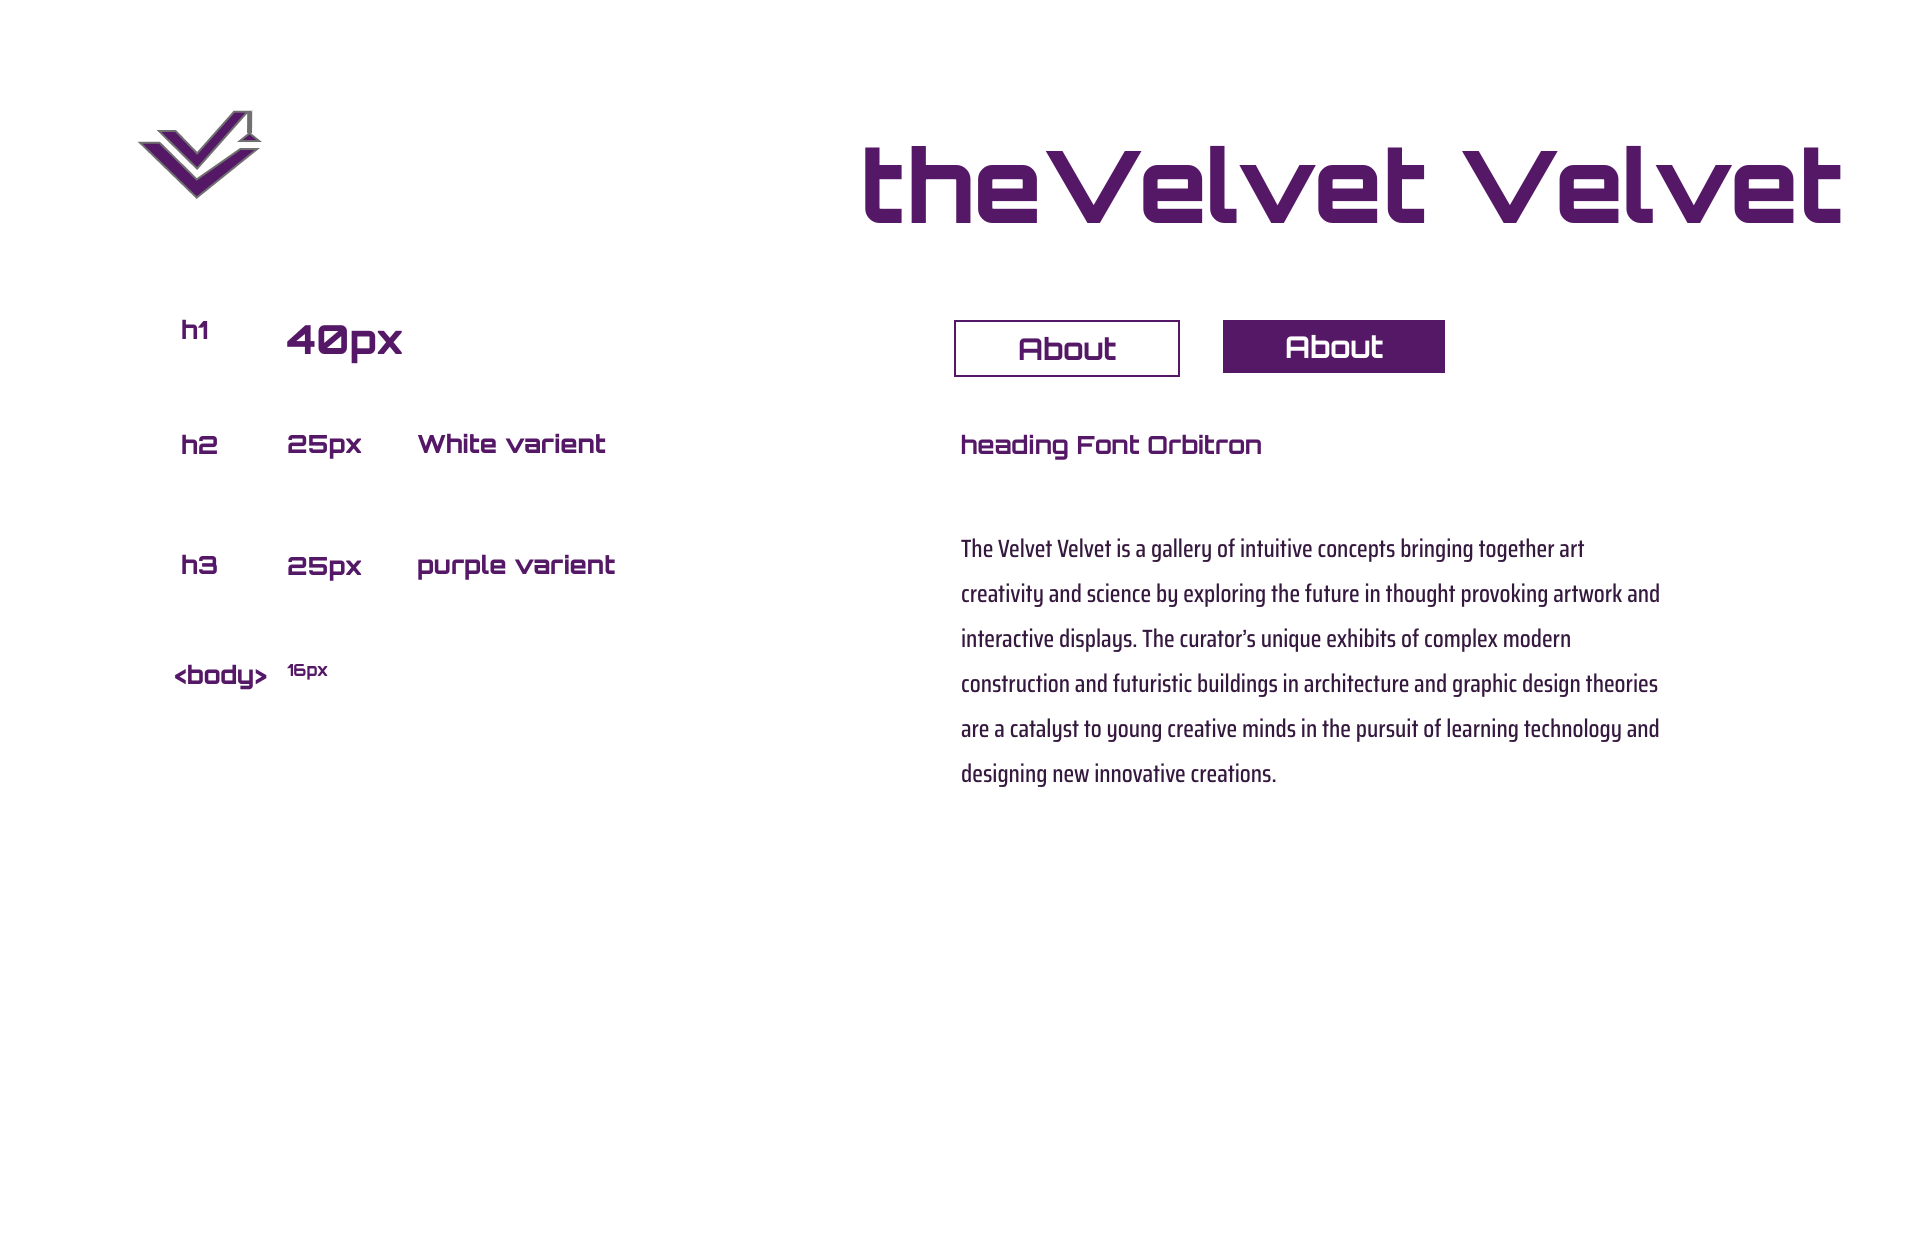 theVelvet Velvet
h1 40px
About About
h2 25px White varient
heading Font Orbitron
h3 25px purple varient
<body> 16px
The Velvet Velvet is a gallery of intuitive concepts bringing together art
creativity and science by exploring the future in thought provoking artwork and
interactive displays. The curator’s unique exhibits of complex modern
construction and futuristic buildings in architecture and graphic design theories
are a catalyst to young creative minds in the pursuit of learning technology and
designing new innovative creations.